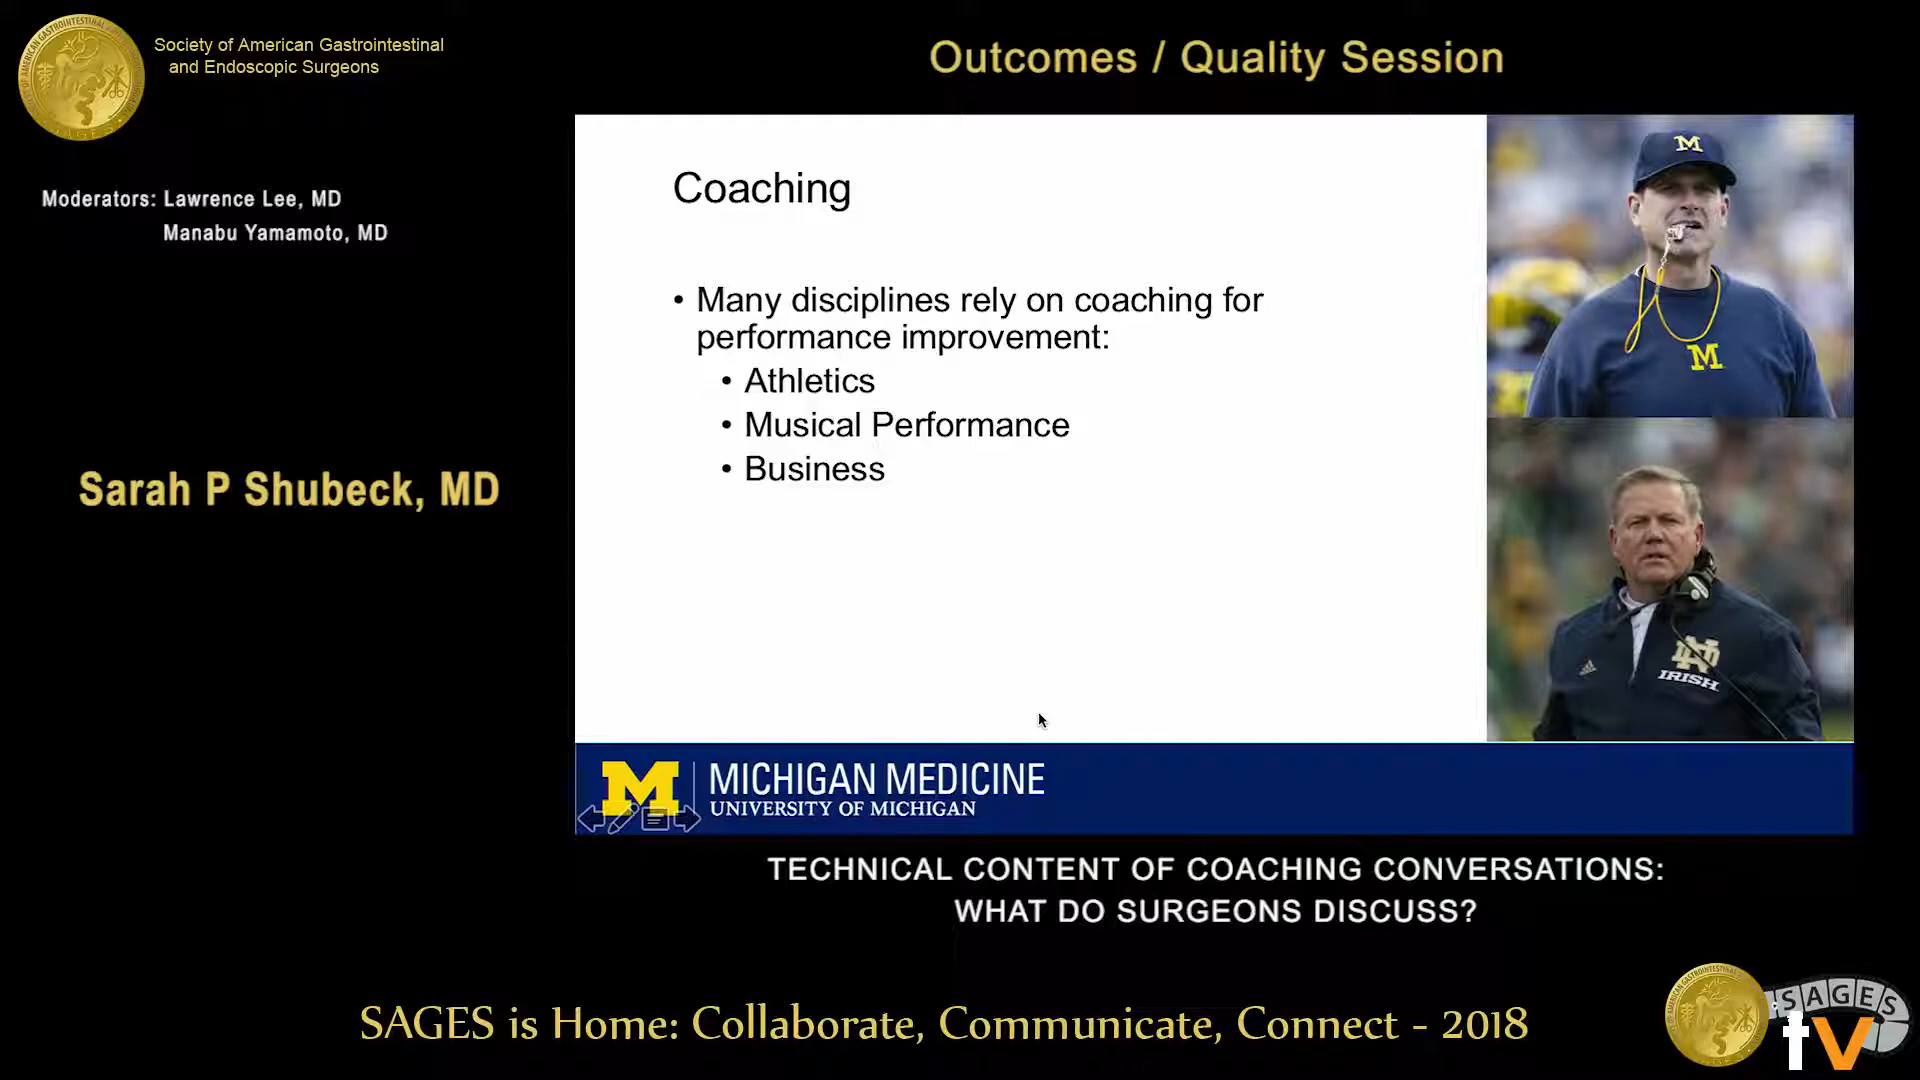 Society of American Gastrointestinal
and Endoscopic Surgeons
Outcomes / Quality Session
Moderators: Lawrence Lee, MD
Manabu Yamamoto, MD
Sarah P Shubeck, MD
Coaching
• Many disciplines rely on coaching for
performance improvement:
• Athletics
• Musical Performance
• Business
M
M
ND
IRISH
M
MICHIGAN MEDICINE
UNIVERSITY OF MICHIGAN
TECHNICAL CONTENT OF COACHING CONVERSATIONS:
WHAT DO SURGEONS DISCUSS?
SAGES is Home: Collaborate, Communicate, Connect - 2018
SAGES
tv